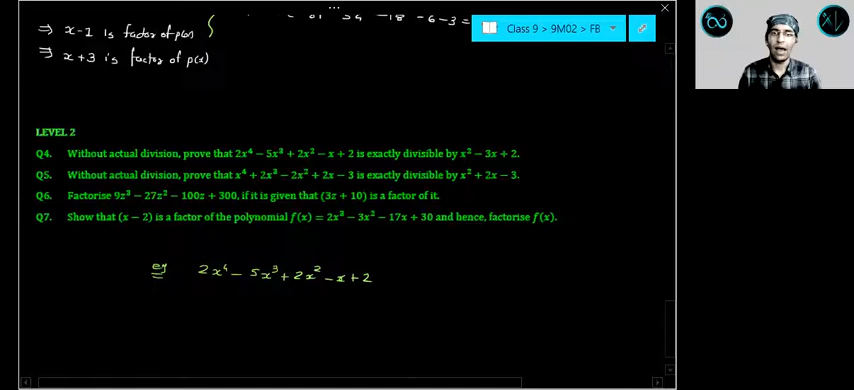 ⇒ x-1 is factor of p(x)
-18 -6-3=
Class 9 > 9M02 > FB
⇒ x+3 is factor of p(x)
LEVEL 2
Q4. Without actual division, prove that 2x⁴ − 5x³ + 2x² − x + 2 is exactly divisible by x² − 3x + 2.
Q5. Without actual division, prove that x⁴ + 2x³ − 2x² + 2x − 3 is exactly divisible by x² + 2x − 3.
Q6. Factorise 9z³ − 27z² − 100z + 300, if it is given that (3z + 10) is a factor of it.
Q7. Show that (x − 2) is a factor of the polynomial f(x) = 2x³ − 3x² − 17x + 30 and hence, factorise f(x).
eg 2x⁴ - 5x³ + 2x² - x + 2